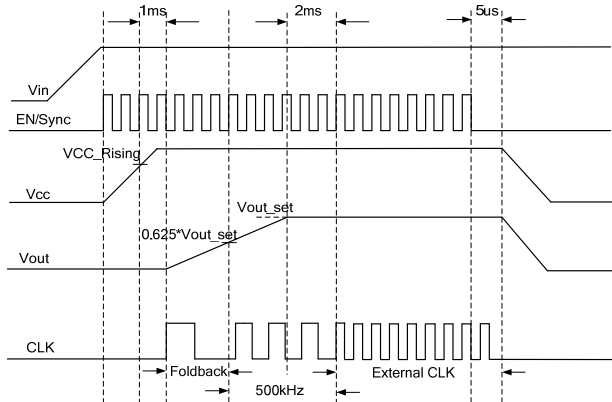 1ms
2ms
5us
Vin
EN/Sync
VCC_Rising
Vcc
Vout_set
0.625*Vout_set
Vout
CLK
Foldback
External CLK
500kHz